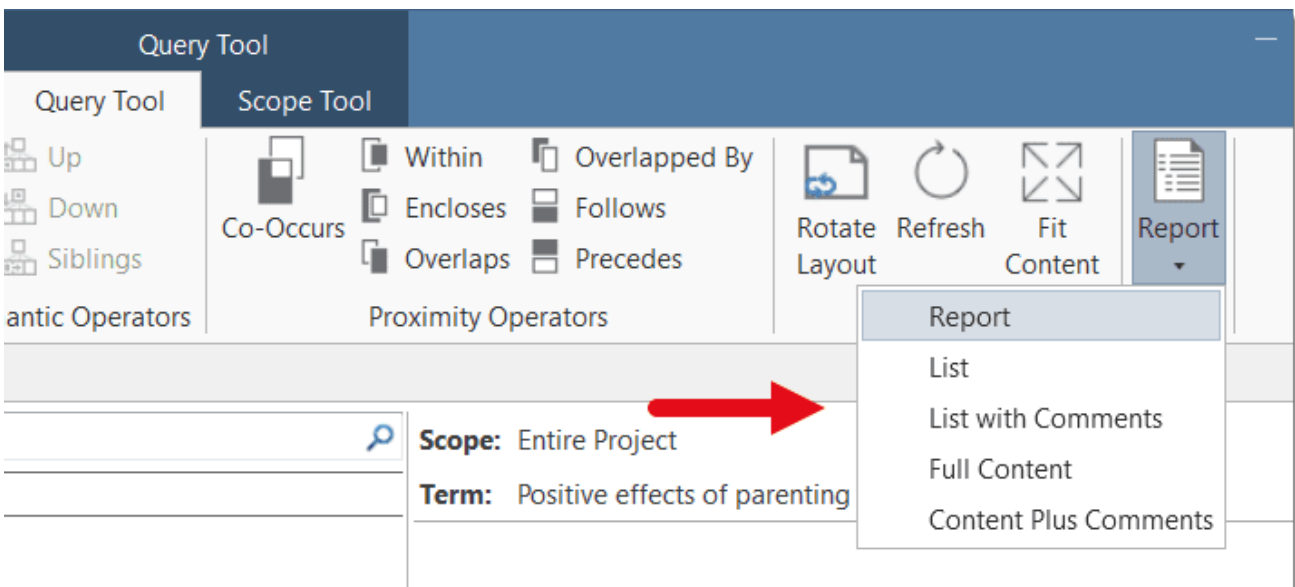 Query Tool
Query Tool
Scope Tool
Up
Down
Siblings
antic Operators
Co-Occurs
Within
Encloses
Overlaps
Overlapped By
Follows
Precedes
Proximity Operators
Rotate
Layout
Refresh
Fit
Content
Report
Report
List
List with Comments
Full Content
Content Plus Comments
Scope: Entire Project
Term: Positive effects of parenting